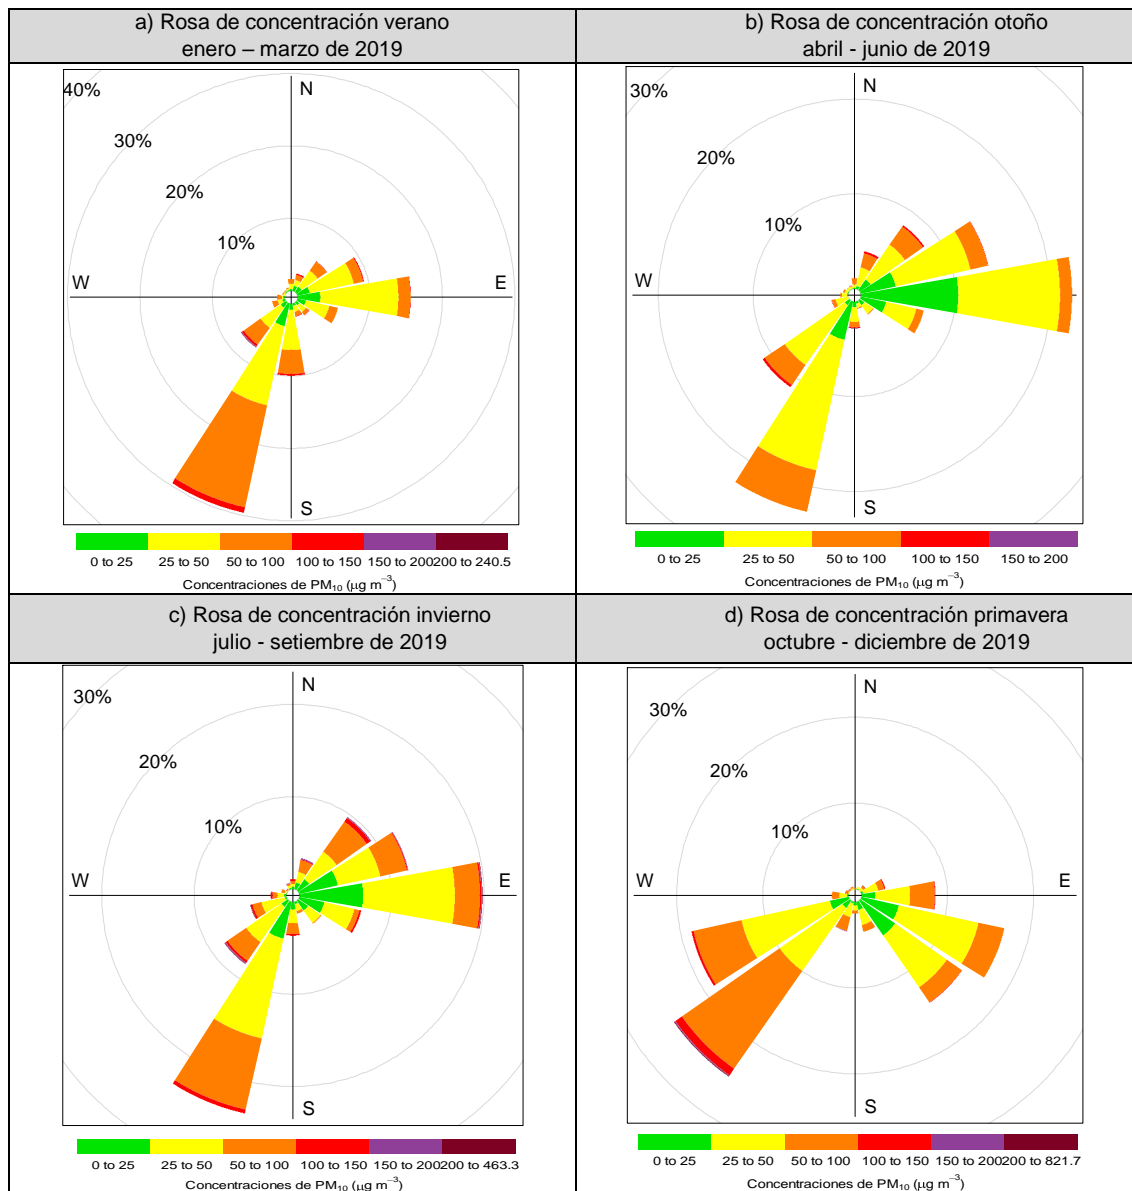 a) Rosa de concentración verano
enero – marzo de 2019
b) Rosa de concentración otoño
abril - junio de 2019
40%
30%
20%
10%
N
W
E
S
0 to 25
25 to 50
50 to 100
100 to 150
150 to 200
200 to 240.5
Concentraciones de PM10 (μg m−3)
30%
20%
10%
N
W
E
S
0 to 25
25 to 50
50 to 100
100 to 150
150 to 200
Concentraciones de PM10 (μg m−3)
c) Rosa de concentración invierno
julio - setiembre de 2019
d) Rosa de concentración primavera
octubre - diciembre de 2019
30%
20%
10%
N
W
E
S
0 to 25
25 to 50
50 to 100
100 to 150
150 to 200
200 to 463.3
Concentraciones de PM10 (μg m−3)
30%
20%
10%
N
W
E
S
0 to 25
25 to 50
50 to 100
100 to 150
150 to 200
200 to 821.7
Concentraciones de PM10 (μg m−3)